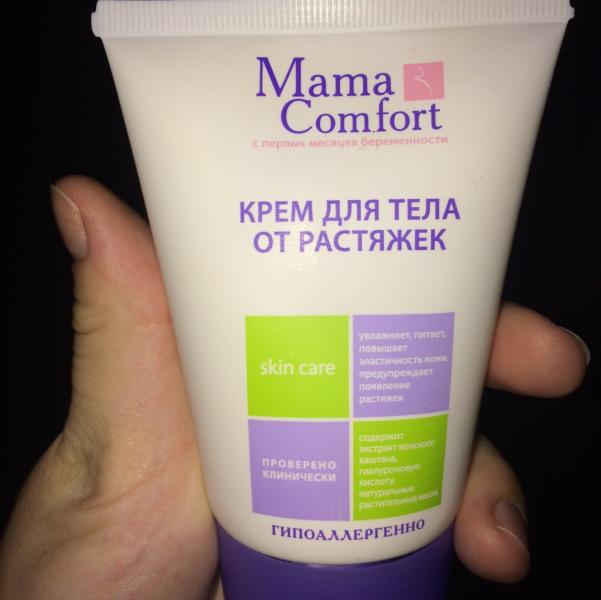 Mama
Comfort
с первых месяцев беременности
КРЕМ ДЛЯ ТЕЛА
ОТ РАСТЯЖЕК
skin care
увлажняет, питает,
повышает
эластичность кожи.
предупреждает
появление
растяжек
ПРОВЕРЕНО
КЛИНИЧЕСКИ
содержит
экстракт конского
каштана,
гиалуроновую
кислоту,
натуральные
растительные масла
ГИПОАЛЛЕРГЕННО